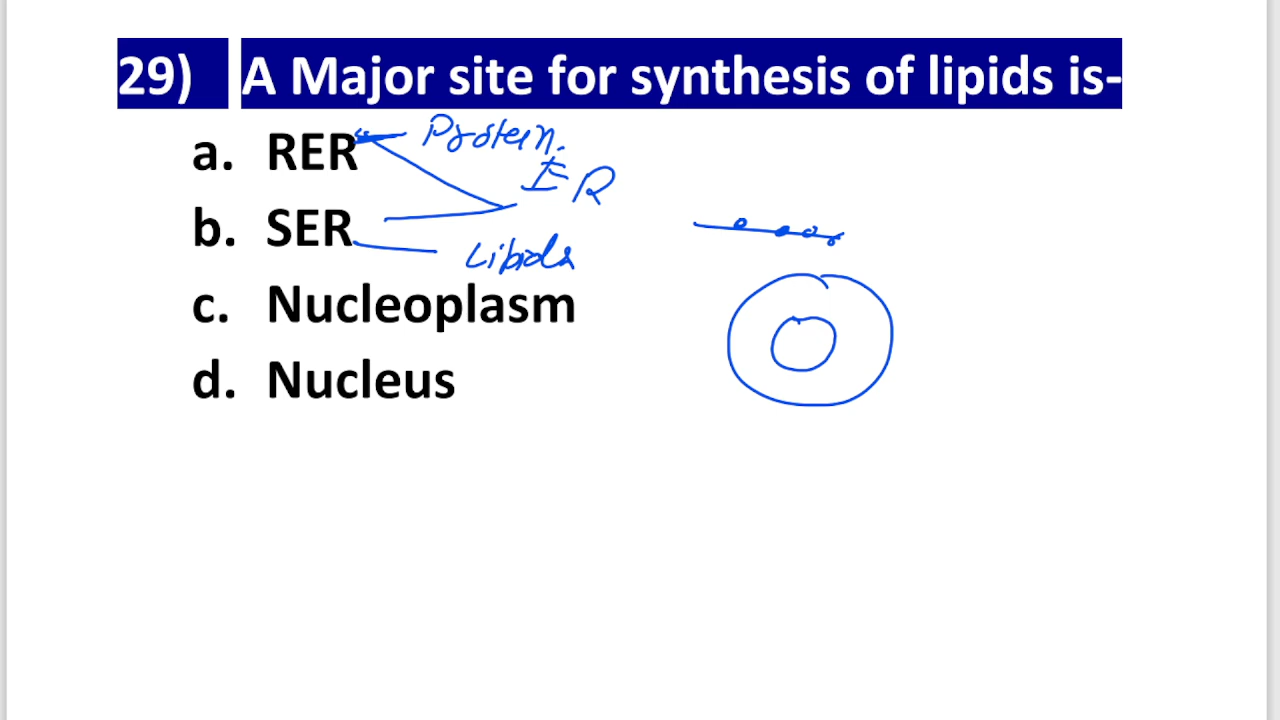 29) A Major site for synthesis of lipids is-
a. RER Protein.
ER
b. SER Lipids
c. Nucleoplasm
d. Nucleus